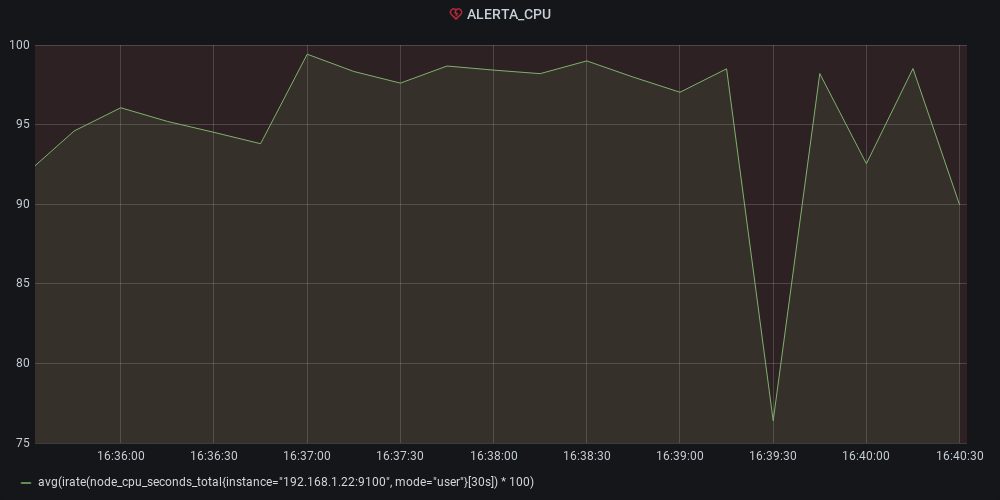 ALERTA_CPU
100
95
90
85
80
75
16:36:00 16:36:30 16:37:00 16:37:30 16:38:00 16:38:30 16:39:00 16:39:30 16:40:00 16:40:30
avg(irate(node_cpu_seconds_total{instance="192.168.1.22:9100", mode="user"}[30s]) * 100)